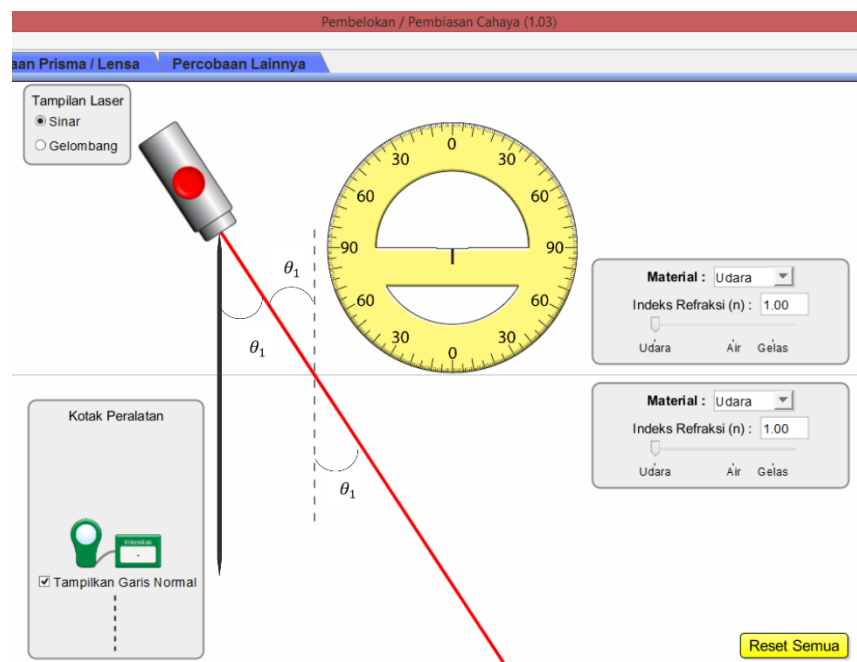 Pembelokan / Pembiasan Cahaya (1.03)
aan Prisma / Lensa
Percobaan Lainnya
Tampilan Laser
Sinar
Gelombang
0
30
30
60
60
90
90
60
60
30
30
0
θ₁
θ₁
θ₁
Material : Udara
Indeks Refraksi (n) : 1.00
Udara Air Gelas
Material : Udara
Indeks Refraksi (n) : 1.00
Udara Air Gelas
Kotak Peralatan
Intensitas
-
Tampilkan Garis Normal
Reset Semua